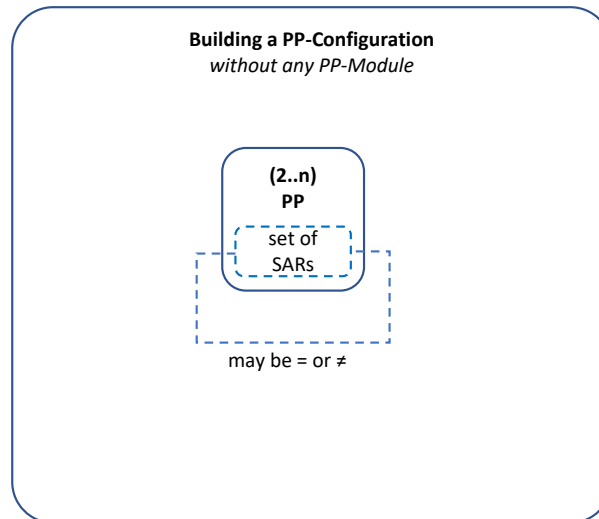 Building a PP-Configuration
without any PP-Module
(2..n)
PP
set of
SARs
may be = or ≠